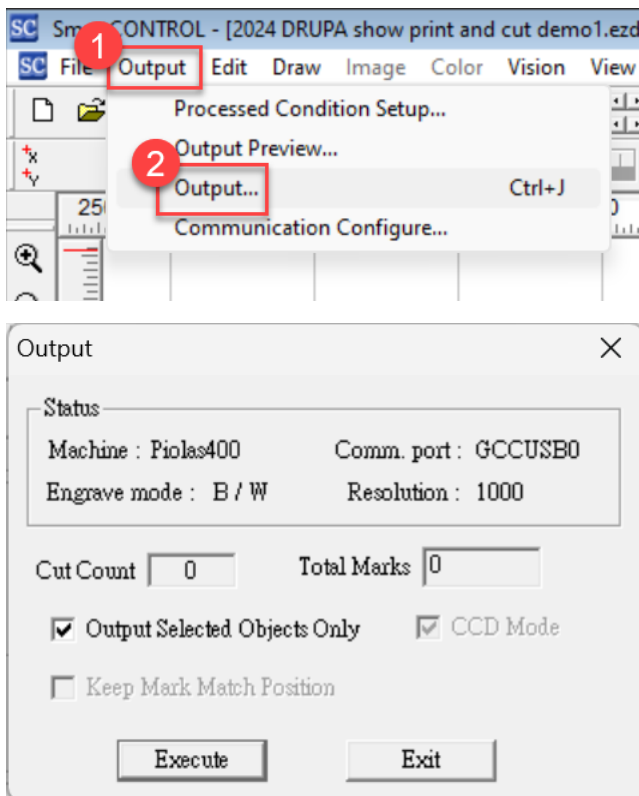 SC Sm CONTROL - [2024 DRUPA show print and cut demo1.ezd
1
SC File Output Edit Draw Image Color Vision View
Processed Condition Setup...
Output Preview...
2
Output... Ctrl+J
Communication Configure...
Output
Status
Machine : Piolas400 Comm. port : GCCUSB0
Engrave mode : B / W Resolution : 1000
Cut Count 0 Total Marks 0
Output Selected Objects Only CCD Mode
Keep Mark Match Position
Execute Exit